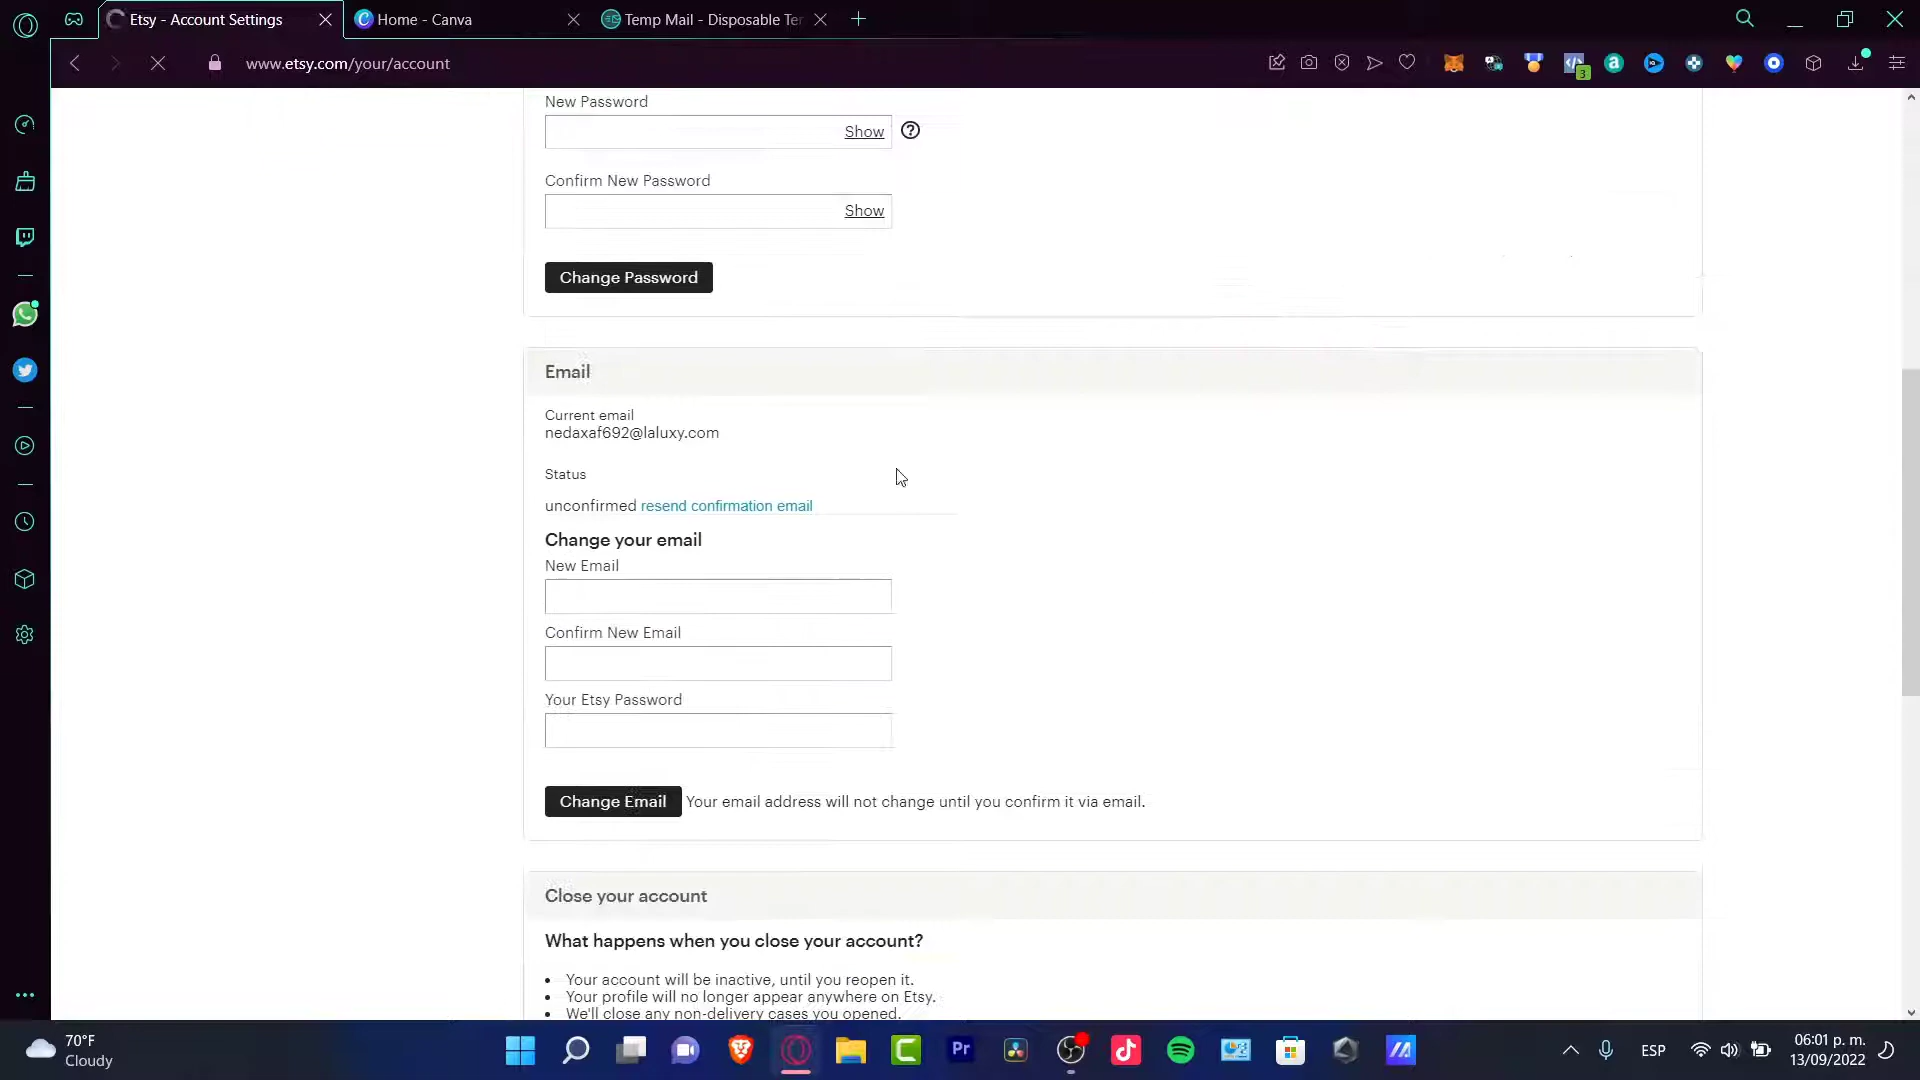 Etsy - Account Settings
Home - Canva
Temp Mail - Disposable Te
www.etsy.com/your/account
3
New Password
Show
Confirm New Password
Show
Change Password
Email
Current email
nedaxaf692@laluxy.com
Status
unconfirmed resend confirmation email
Change your email
New Email
Confirm New Email
Your Etsy Password
Change Email Your email address will not change until you confirm it via email.
Close your account
What happens when you close your account?
• Your account will be inactive, until you reopen it.
• Your profile will no longer appear anywhere on Etsy.
• We'll close any non-delivery cases you opened.
70°F
Cloudy
Pr
ESP
06:01 p. m.
13/09/2022